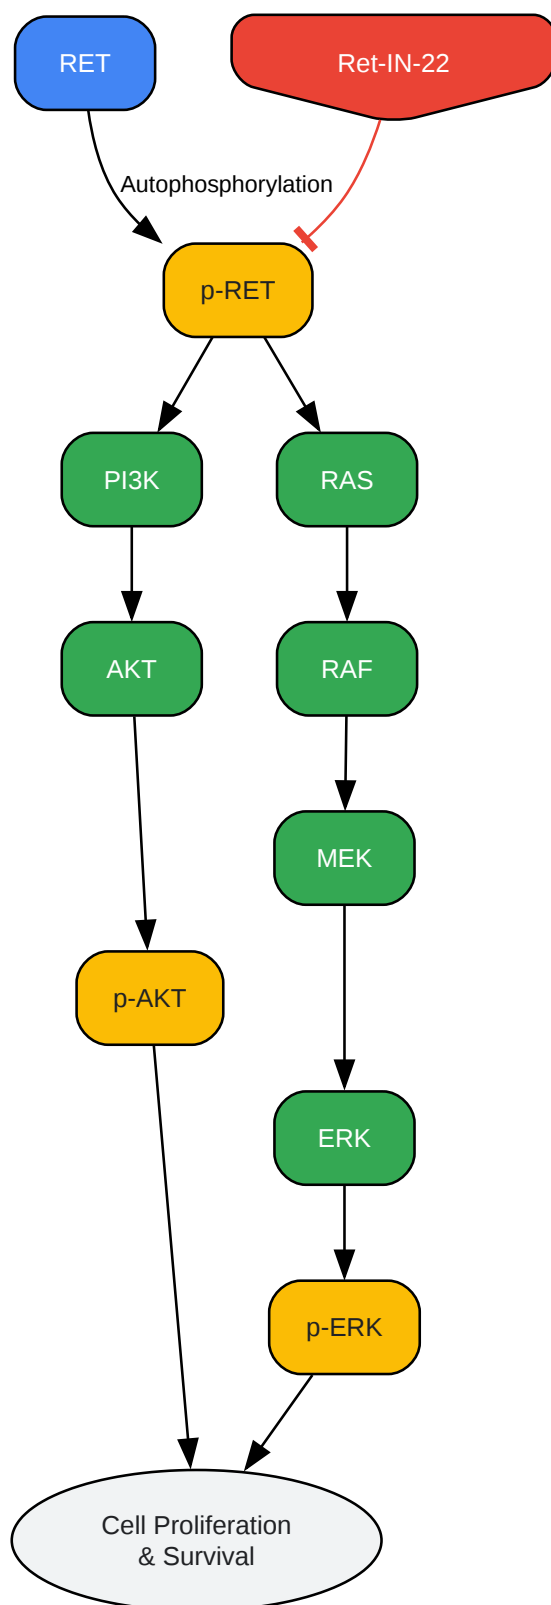 RET
Ret-IN-22
Autophosphorylation
p-RET
PI3K
RAS
AKT
RAF
MEK
p-AKT
ERK
p-ERK
Cell Proliferation
& Survival